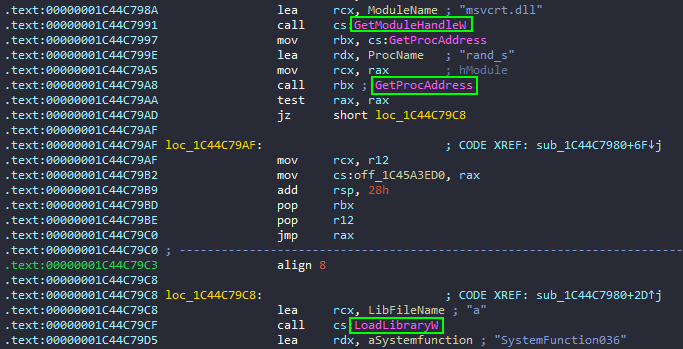 .text:00000001C44C798A lea rcx, ModuleName ; "msvcrt.dll"
.text:00000001C44C7991 call cs:GetModuleHandleW
.text:00000001C44C7997 mov rbx, cs:GetProcAddress
.text:00000001C44C799E lea rdx, ProcName ; "rand_s"
.text:00000001C44C79A5 mov rcx, rax ; hModule
.text:00000001C44C79A8 call rbx ; GetProcAddress
.text:00000001C44C79AA test rax, rax
.text:00000001C44C79AD jz short loc_1C44C79C8
.text:00000001C44C79AF
.text:00000001C44C79AF loc_1C44C79AF: ; CODE XREF: sub_1C44C7980+6F↓j
.text:00000001C44C79AF mov rcx, r12
.text:00000001C44C79B2 mov cs:off_1C45A3ED0, rax
.text:00000001C44C79B9 add rsp, 28h
.text:00000001C44C79BD pop rbx
.text:00000001C44C79BE pop r12
.text:00000001C44C79C0 jmp rax
.text:00000001C44C79C0 ; ---------------------------------------------------------------------------
.text:00000001C44C79C3 align 8
.text:00000001C44C79C8
.text:00000001C44C79C8 loc_1C44C79C8: ; CODE XREF: sub_1C44C7980+2D↑j
.text:00000001C44C79C8 lea rcx, LibFileName ; "a"
.text:00000001C44C79CF call cs:LoadLibraryW
.text:00000001C44C79D5 lea rdx, aSystemfunction ; "SystemFunction036"